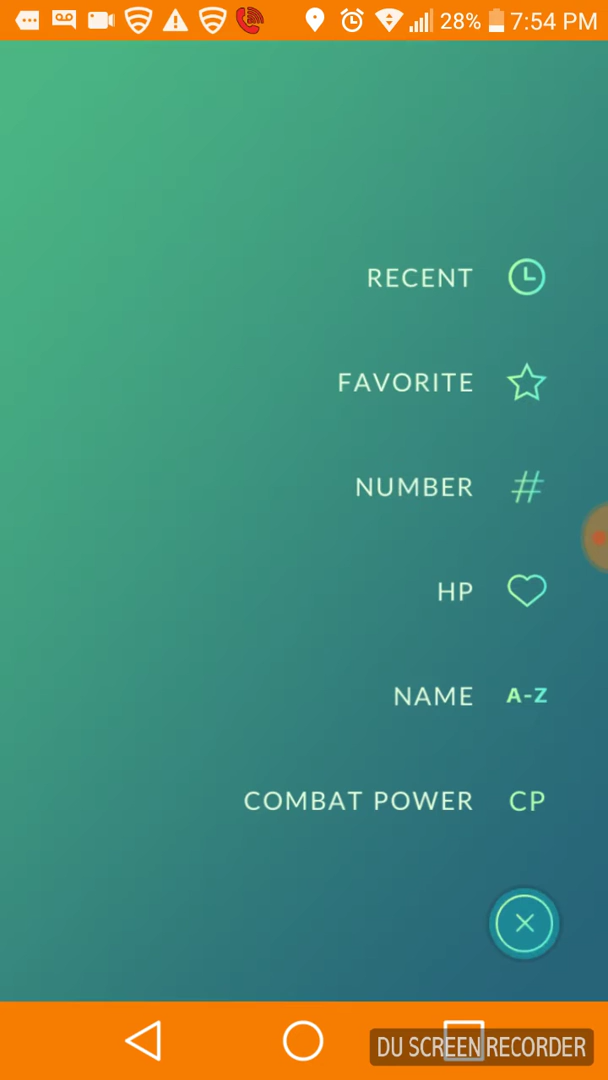 28% 7:54 PM
RECENT
FAVORITE
NUMBER #
HP
NAME A-Z
COMBAT POWER CP
DU SCREEN RECORDER